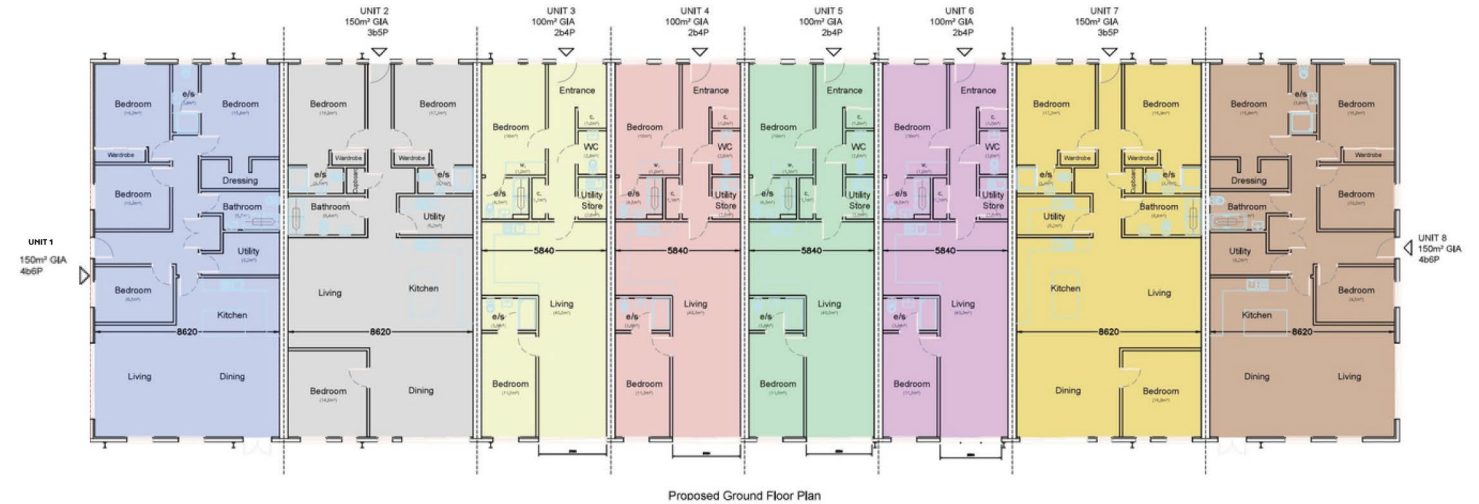 UNIT 2
150m² GIA
3b5P
UNIT 3
100m² GIA
2b4P
UNIT 4
100m² GIA
2b4P
UNIT 5
100m² GIA
2b4P
UNIT 6
100m² GIA
2b4P
UNIT 7
150m² GIA
3b5P
UNIT 1
150m² GIA
4b6P
Bedroom
e/s
Bedroom
Wardrobe
Dressing
Bedroom
Bathroom
Utility
Bedroom
Kitchen
8620
Living
Dining
Bedroom
Bedroom
Wardrobe
Wardrobe
e/s
Cupboard
e/s
Bathroom
Utility
Living
Kitchen
8620
Bedroom
Dining
Entrance
Bedroom
c.
WC
e/s
c.
Utility
Store
5840
Living
e/s
Bedroom
Entrance
Bedroom
c.
WC
e/s
c.
Utility
Store
5840
Living
e/s
Bedroom
Entrance
Bedroom
c.
WC
e/s
c.
Utility
Store
5840
Living
e/s
Bedroom
Entrance
Bedroom
c.
WC
e/s
c.
Utility
Store
5840
Living
e/s
Bedroom
Bedroom
Bedroom
Wardrobe
Wardrobe
e/s
Cupboard
e/s
Utility
Bathroom
Kitchen
Living
8620
Dining
Bedroom
Bedroom
e/s
Bedroom
Wardrobe
Dressing
Bedroom
Bathroom
Utility
Bedroom
Kitchen
8620
Dining
Living
UNIT 8
150m² GIA
4b6P
Proposed Ground Floor Plan